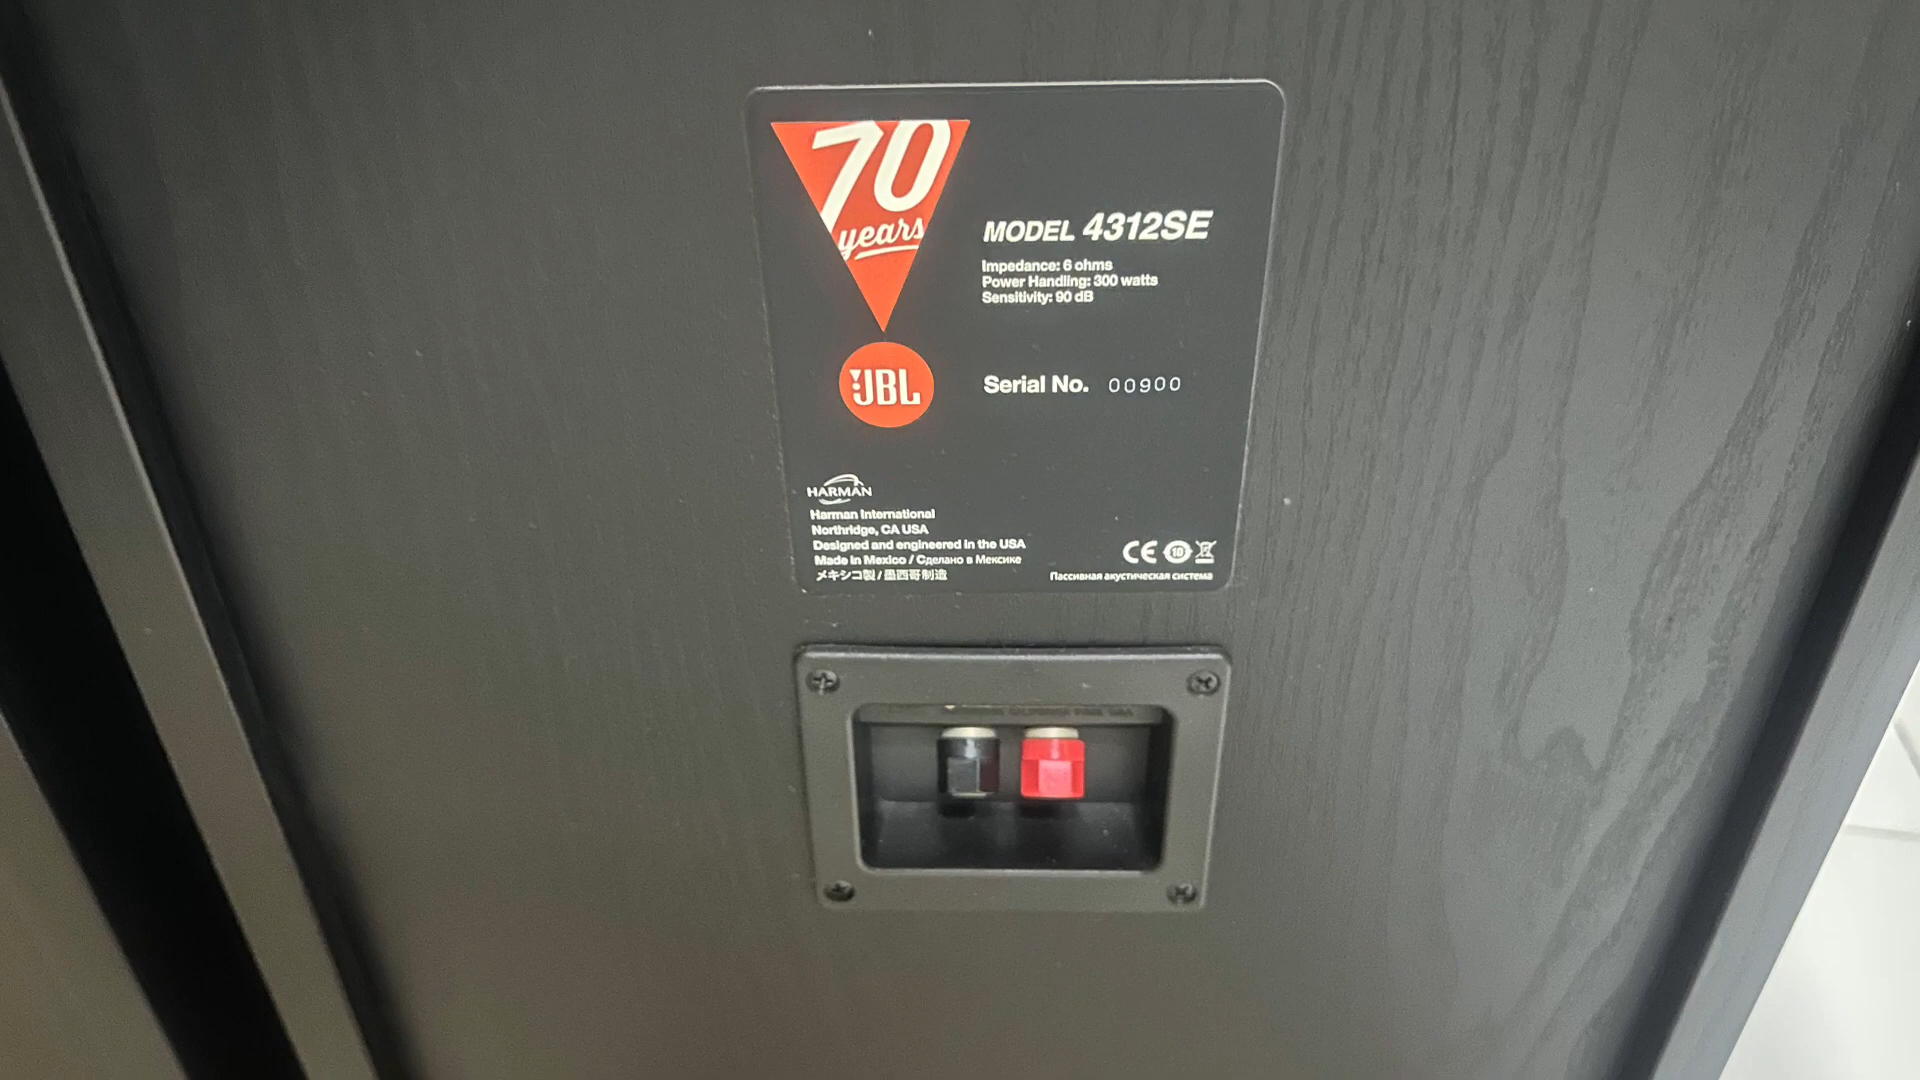 70
years
MODEL 4312SE
Impedance: 6 ohms
Power Handling: 300 watts
Sensitivity: 90 dB
JBL
Serial No. 00900
HARMAN
Harman International
Northridge, CA USA
Designed and engineered in the USA
Made in Mexico / Сделано в Мексике
メキシコ製 / 墨西哥制造
CE 10
Пассивная акустическая система